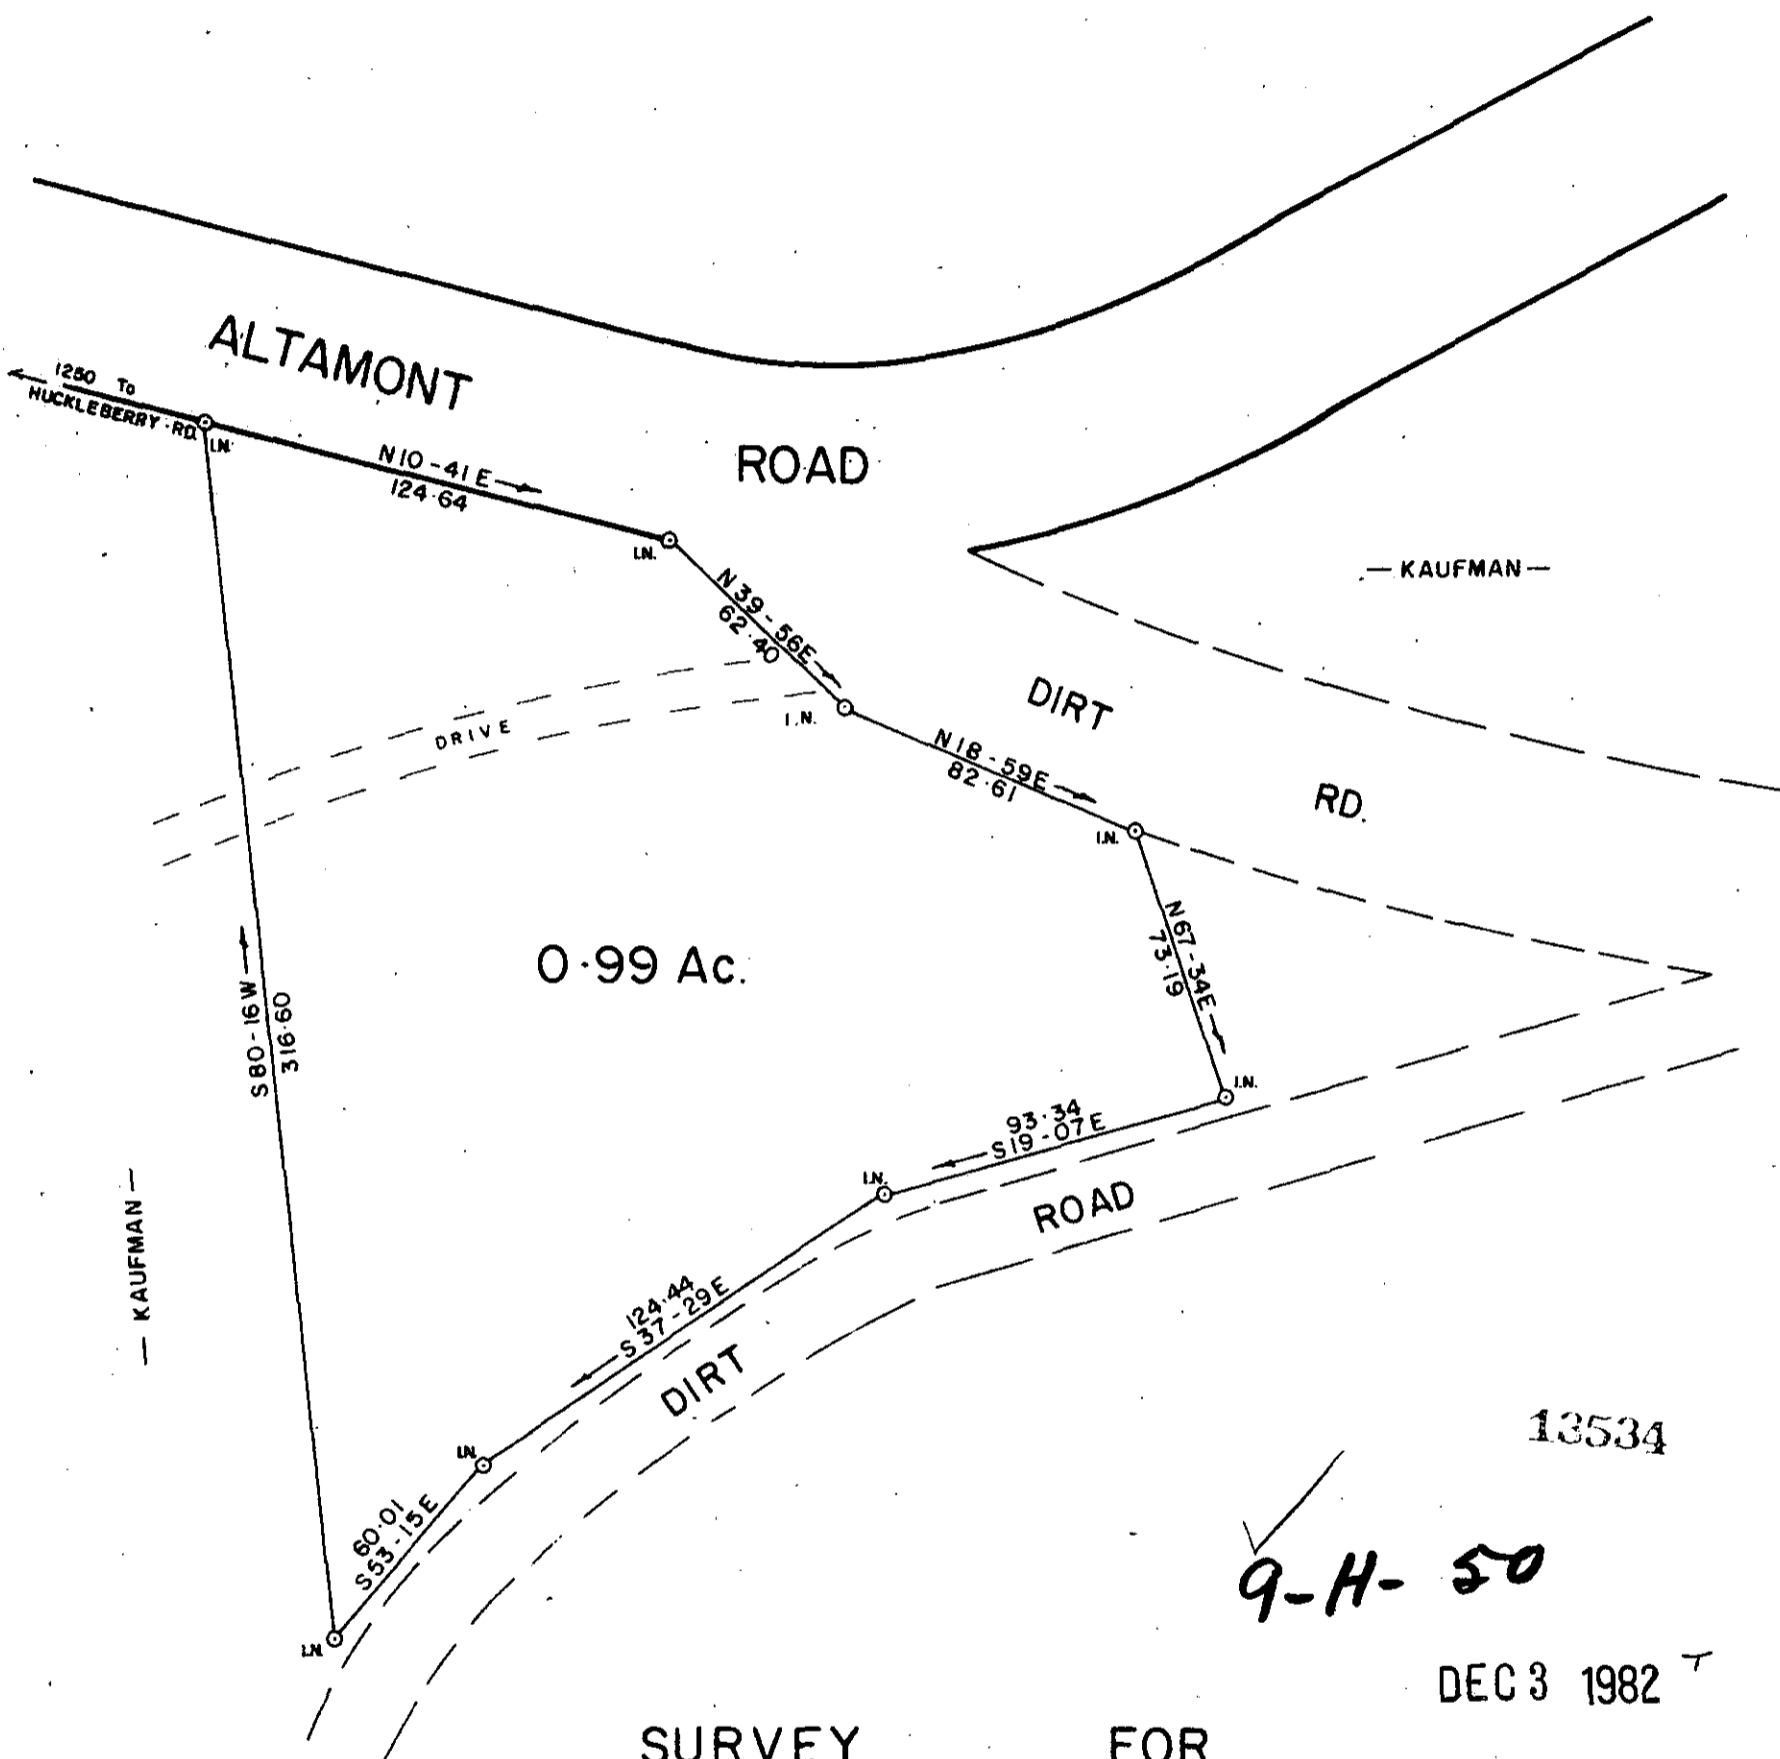 ALTAMONT
ROAD
1250 To
HUCKLEBERRY RD.
I.N.
N10-41E
124.64
I.N.
— KAUFMAN —
N39-56E
62.40
I.N.
DRIVE
DIRT
RD.
N18-59E
82.61
I.N.
0.99 Ac.
N67-34E
73.19
I.N.
S80-16W
316.60
93.34
S19-07E
I.N.
ROAD
— KAUFMAN —
124.44
S37-29E
DIRT
I.N.
60.01
S53-15E
I.N.
13534
9-H- 50
DEC 3 1982 T
SURVEY FOR